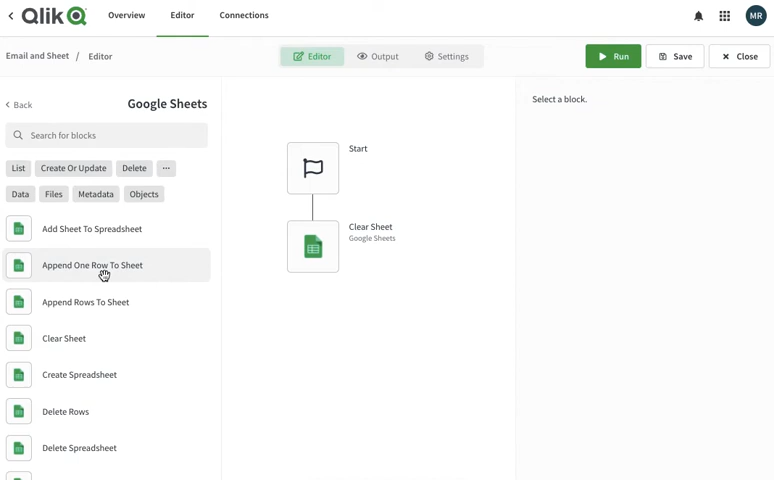 Qlik Overview Editor Connections MR
Email and Sheet / Editor Editor Output Settings Run Save Close
Back Google Sheets
Search for blocks
List Create Or Update Delete ...
Data Files Metadata Objects
Add Sheet To Spreadsheet
Append One Row To Sheet
Append Rows To Sheet
Clear Sheet
Create Spreadsheet
Delete Rows
Delete Spreadsheet
Start
Clear Sheet
Google Sheets
Select a block.